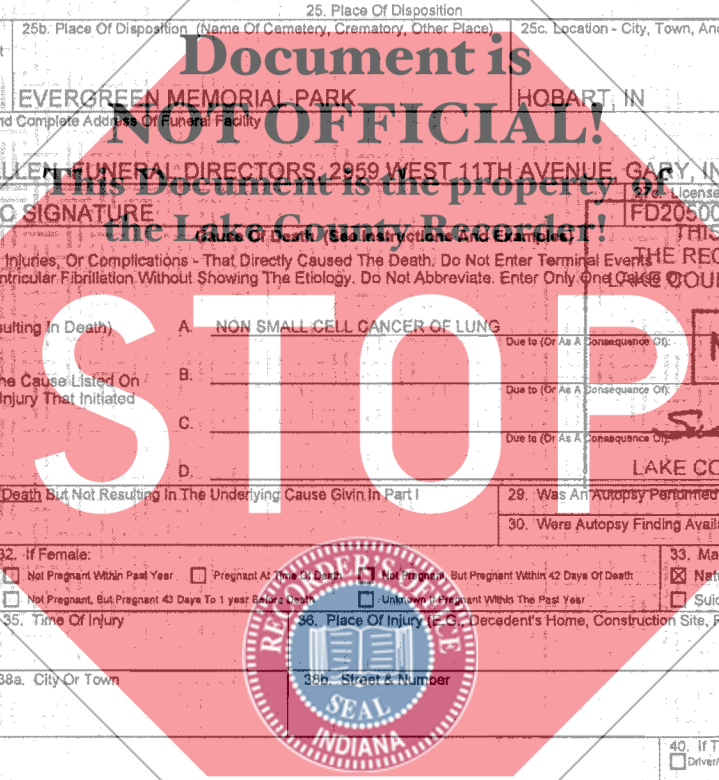 25. Place Of Disposition
25b. Place Of Disposition (Name Of Cemetery, Crematory, Other Place)
25c. Location - City, Town, And
EVERGREEN MEMORIAL PARK
HOBART, IN
Document is
NOT OFFICIAL!
This Document is the property of
the Lake County Recorder!
nd Complete Address Of Funeral Facility
LLEN FUNERAL DIRECTORS, 2959 WEST 11TH AVENUE, GARY, IN
License
O SIGNATURE
FD20500
THIS
Cause Of Death (See Instructions And Examples)
Injuries, Or Complications - That Directly Caused The Death. Do Not Enter Terminal Events
THE REC
ntricular Fibrillation Without Showing The Etiology. Do Not Abbreviate. Enter Only One Cause On
LAKE COU
STOP
sulting In Death)
A. NON SMALL CELL CANCER OF LUNG
Due to (Or As A Consequence Of):
he Cause Listed On
B.
Injury That Initiated
Due to (Or As A Consequence Of):
C.
Due to (Or As A Consequence Of):
D.
LAKE CO
Death But Not Resulting In The Underlying Cause Givin In Part I
29. Was An Autopsy Performed
30. Were Autopsy Finding Avail
32. If Female:
33. Ma
Not Pregnant Within Past Year
Pregnant At Time Of Death
Not Pregnant, But Pregnant Within 42 Days Of Death
Nat
Not Pregnant, But Pregnant 43 Days To 1 year Before Death
Unknown If Pregnant Within The Past Year
Suic
35. Time Of Injury
36. Place Of Injury (E.G., Decedent's Home, Construction Site, R
RECORDER'S OFFICE
SEAL
INDIANA
38a. City Or Town
38b. Street & Number
40. If T
Driver/